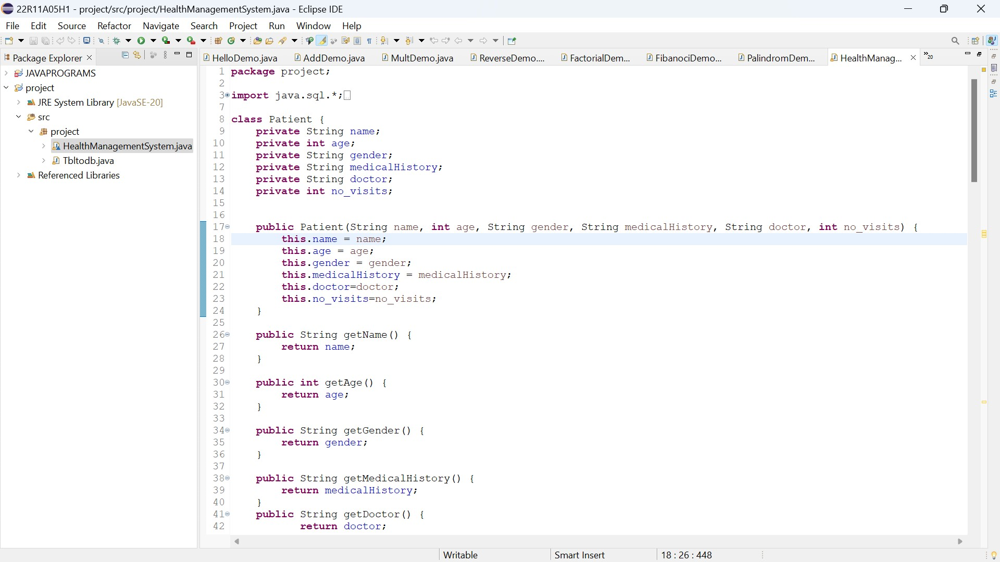 22R11A05H1 - project/src/project/HealthManagementSystem.java - Eclipse IDE
File Edit Source Refactor Navigate Search Project Run Window Help
Package Explorer
HelloDemo.java AddDemo.java MultDemo.java ReverseDemo.... FactorialDem... FibanociDemo... PalindromDem... HealthManag... »20
JAVAPROGRAMS
project
JRE System Library [JavaSE-20]
src
project
HealthManagementSystem.java
Tbltodb.java
Referenced Libraries
1 package project;
2
3 import java.sql.*;
7
8 class Patient {
9 private String name;
10 private int age;
11 private String gender;
12 private String medicalHistory;
13 private String doctor;
14 private int no_visits;
15
16
17 public Patient(String name, int age, String gender, String medicalHistory, String doctor, int no_visits) {
18 this.name = name;
19 this.age = age;
20 this.gender = gender;
21 this.medicalHistory = medicalHistory;
22 this.doctor=doctor;
23 this.no_visits=no_visits;
24 }
25
26 public String getName() {
27 return name;
28 }
29
30 public int getAge() {
31 return age;
32 }
33
34 public String getGender() {
35 return gender;
36 }
37
38 public String getMedicalHistory() {
39 return medicalHistory;
40 }
41 public String getDoctor() {
42 return doctor;
Writable Smart Insert 18 : 26 : 448